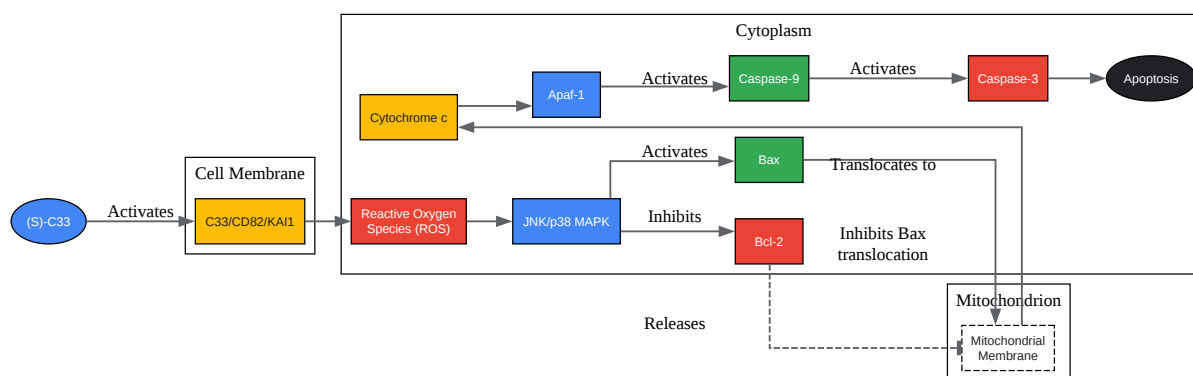 Cytoplasm
Activates
Caspase-9
Activates
Caspase-3
Apoptosis
Apaf-1
Cytochrome c
Activates
Bax
Translocates to
Cell Membrane
(S)-C33
Activates
C33/CD82/KAI1
Reactive Oxygen
Species (ROS)
JNK/p38 MAPK
Inhibits
Bcl-2
Inhibits Bax
translocation
Mitochondrion
Releases
Mitochondrial
Membrane